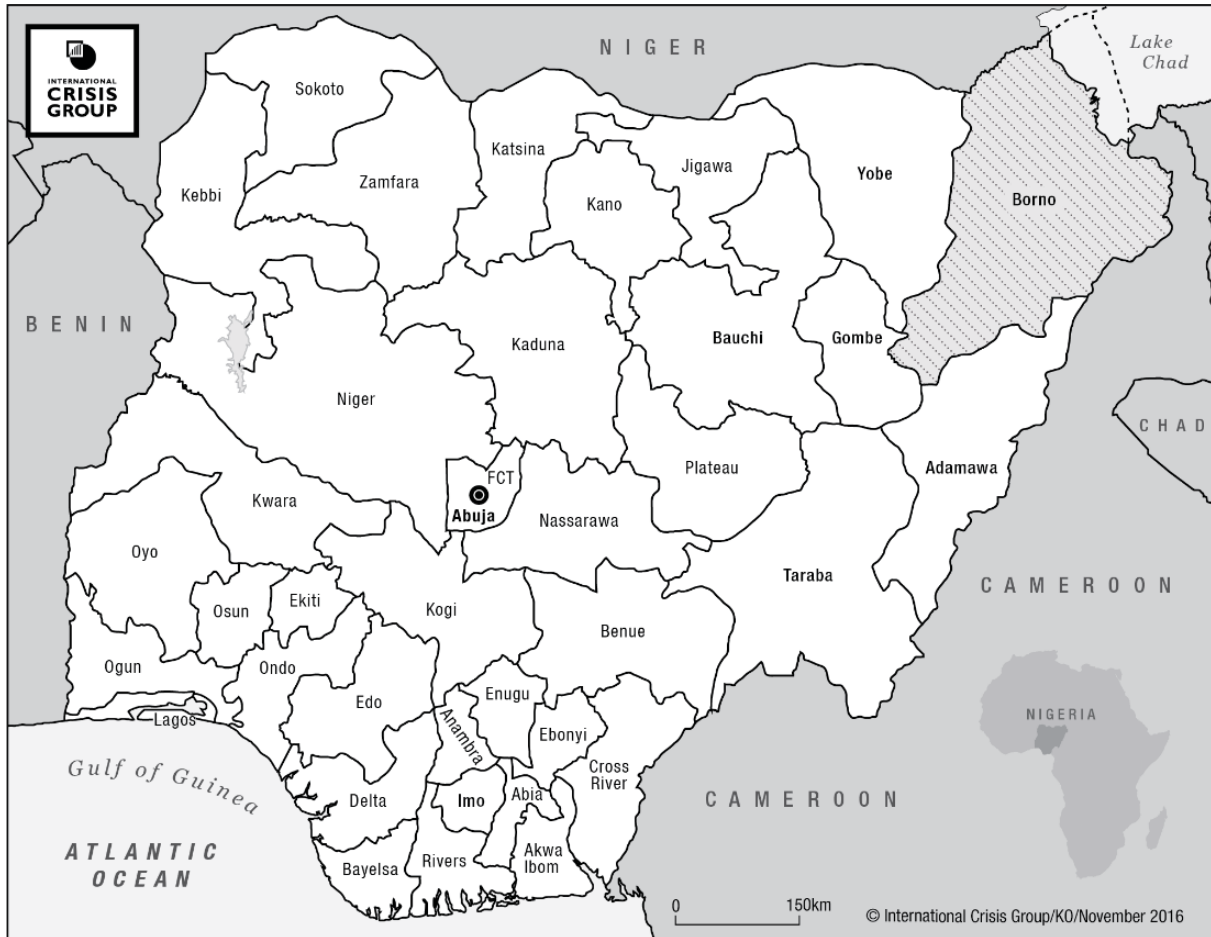 INTERNATIONAL
CRISIS
GROUP
NIGER
Lake
Chad
Sokoto
Katsina
Jigawa
Yobe
Kebbi
Zamfara
Kano
Borno
BENIN
Kaduna
Bauchi
Gombe
Niger
CHAD
FCT
Plateau
Adamawa
Kwara
Abuja
Nassarawa
Oyo
Taraba
CAMEROON
Osun
Ekiti
Kogi
Benue
Ogun
Ondo
Edo
Enugu
Lagos
Anambra
Ebonyi
NIGERIA
Gulf of Guinea
Cross
River
Delta
Imo
Abia
CAMEROON
ATLANTIC
OCEAN
Bayelsa
Rivers
Akwa
Ibom
0 150km
© International Crisis Group/KO/November 2016